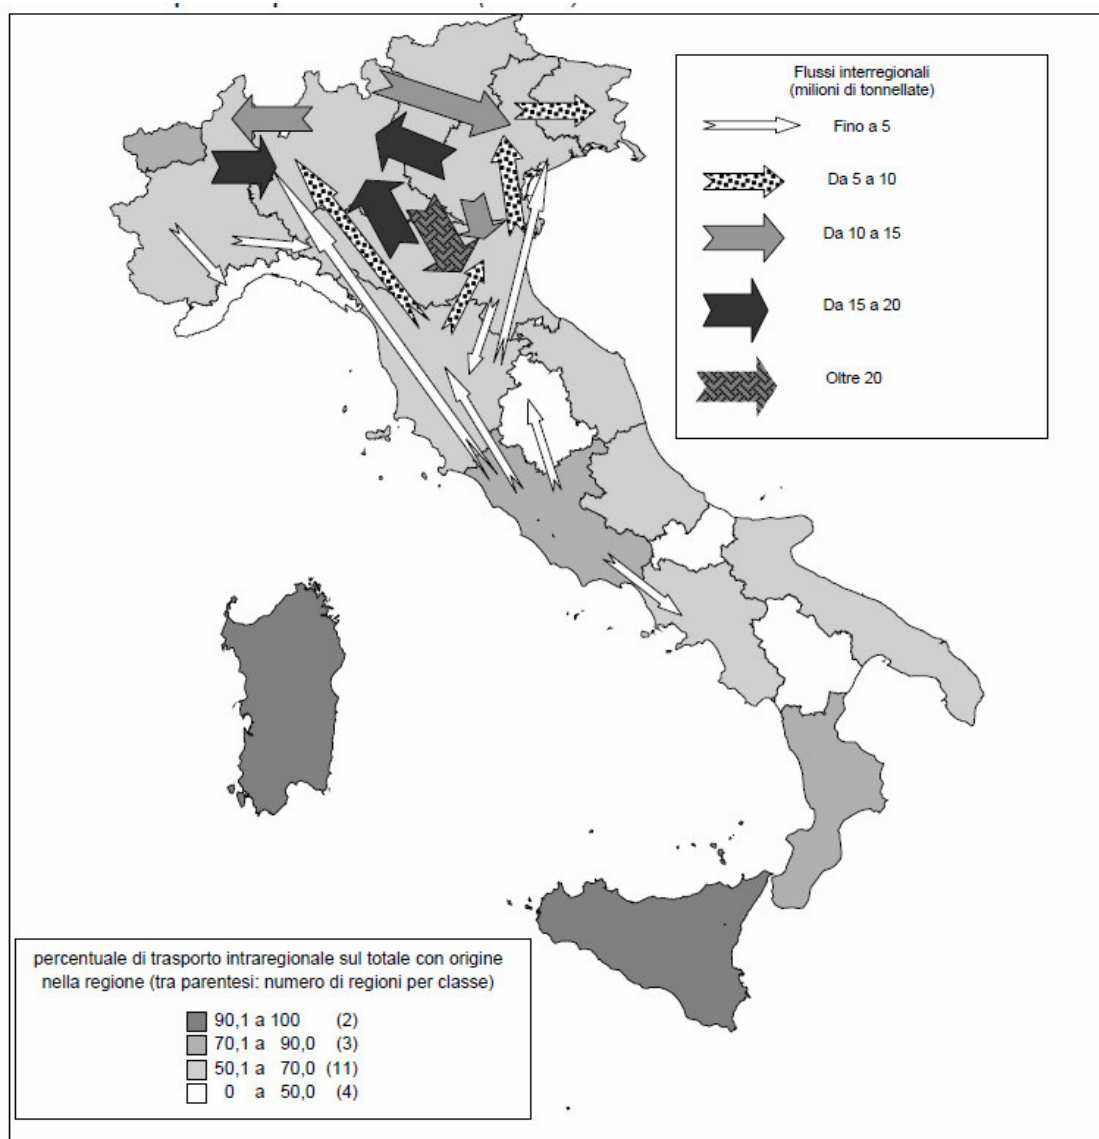 Flussi interregionali
(milioni di tonnellate)
Fino a 5
Da 5 a 10
Da 10 a 15
Da 15 a 20
Oltre 20
percentuale di trasporto intraregionale sul totale con origine
nella regione (tra parentesi: numero di regioni per classe)
90,1 a 100 (2)
70,1 a 90,0 (3)
50,1 a 70,0 (11)
0 a 50,0 (4)